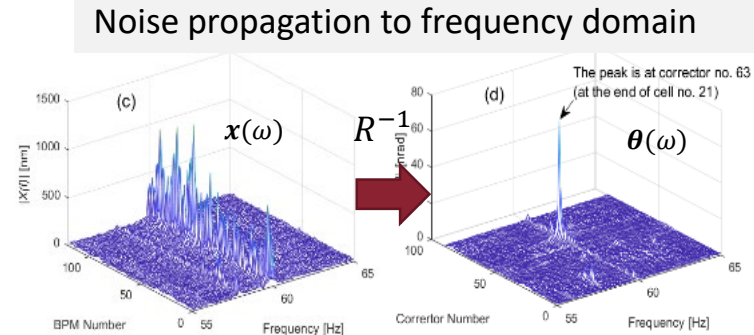 Noise propagation to frequency domain
(c)
x(ω)
1500
1000
500
0
|X(f)| [nm]
100
50
0
BPM Number
55
60
65
Frequency [Hz]
R⁻¹
(d)
The peak is at corrector no. 63
(at the end of cell no. 21)
θ(ω)
80
60
40
20
0
[nrad]
100
50
0
Corrertor Number
55
60
65
Frequency [Hz]